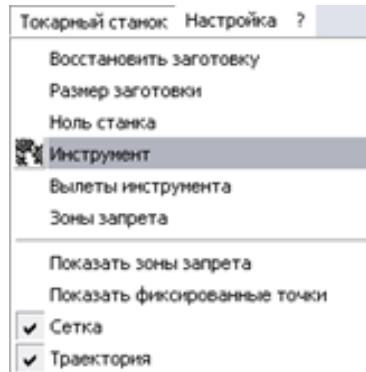 Токарный станок Настройка ?
Восстановить заготовку
Размер заготовки
Ноль станка
Инструмент
Вылеты инструмента
Зоны запрета
Показать зоны запрета
Показать фиксированные точки
Сетка
Траектория